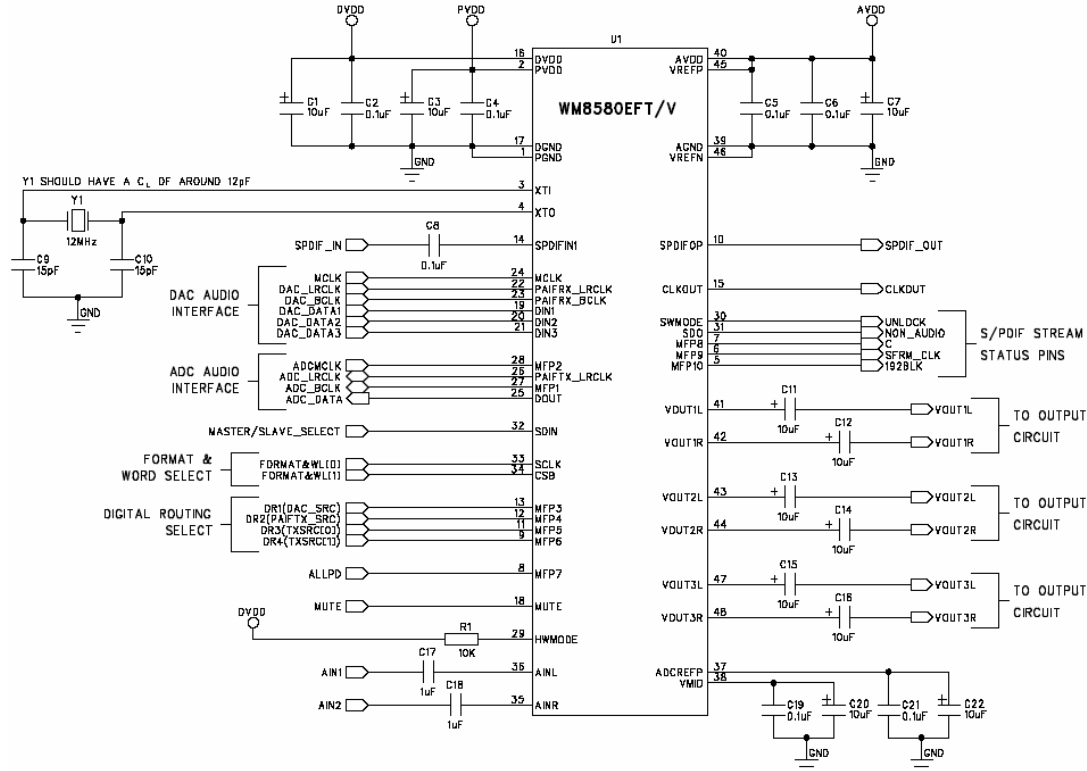 DVDD PVDD AVDD
U1
WM8580EFT/V
16 DVDD
2 PVDD
17 DGND
1 PGND
C1 10uF
C2 0.1uF
C3 10uF
C4 0.1uF
GND
40 AVDD
45 VREFP
39 AGND
46 VREFN
C5 0.1uF
C6 0.1uF
C7 10uF
GND
Y1 SHOULD HAVE A CL OF AROUND 12pF
3 XTI
4 XTO
Y1
12MHz
C9 15pF
C10 15pF
GND
SPDIF_IN C8 0.1uF 14 SPDIFIN1
DAC AUDIO
INTERFACE
MCLK 24 MCLK
DAC_LRCLK 22 PAIFRX_LRCLK
DAC_BCLK 23 PAIFRX_BCLK
DAC_DATA1 19 DIN1
DAC_DATA2 20 DIN2
DAC_DATA3 21 DIN3
ADC AUDIO
INTERFACE
ADCMCLK 28 MFP2
ADC_LRCLK 26 PAIFTX_LRCLK
ADC_BCLK 27 MFP1
ADC_DATA 25 DOUT
MASTER/SLAVE_SELECT 32 SDIN
FORMAT &
WORD SELECT
FORMAT&WL[0] 33 SCLK
FORMAT&WL[1] 34 CSB
DIGITAL ROUTING
SELECT
DR1(DAC_SRC) 13 MFP3
DR2(PAIFTX_SRC) 12 MFP4
DR3(TXSRC[0]) 11 MFP5
DR4(TXSRC[1]) 9 MFP6
ALLPD 8 MFP7
MUTE 18 MUTE
DVDD R1 10K 29 HWMODE
AIN1 C17 1uF 36 AINL
AIN2 C18 1uF 35 AINR
SPDIFOP 10 SPDIF_OUT
CLKOUT 15 CLKOUT
SWMODE 30 UNLOCK
SDO 31 NON_AUDIO
MFP8 7 C
MFP9 6 SFRM_CLK
MFP10 5 192BLK
S/PDIF STREAM
STATUS PINS
VOUT1L 41 + C11 10uF VOUT1L
VOUT1R 42 + C12 10uF VOUT1R
TO OUTPUT
CIRCUIT
VOUT2L 43 + C13 10uF VOUT2L
VOUT2R 44 + C14 10uF VOUT2R
TO OUTPUT
CIRCUIT
VOUT3L 47 + C15 10uF VOUT3L
VOUT3R 48 + C16 10uF VOUT3R
TO OUTPUT
CIRCUIT
ADCREFP 37
VMID 38
C19 0.1uF
C20 10uF
C21 0.1uF
C22 10uF
GND GND